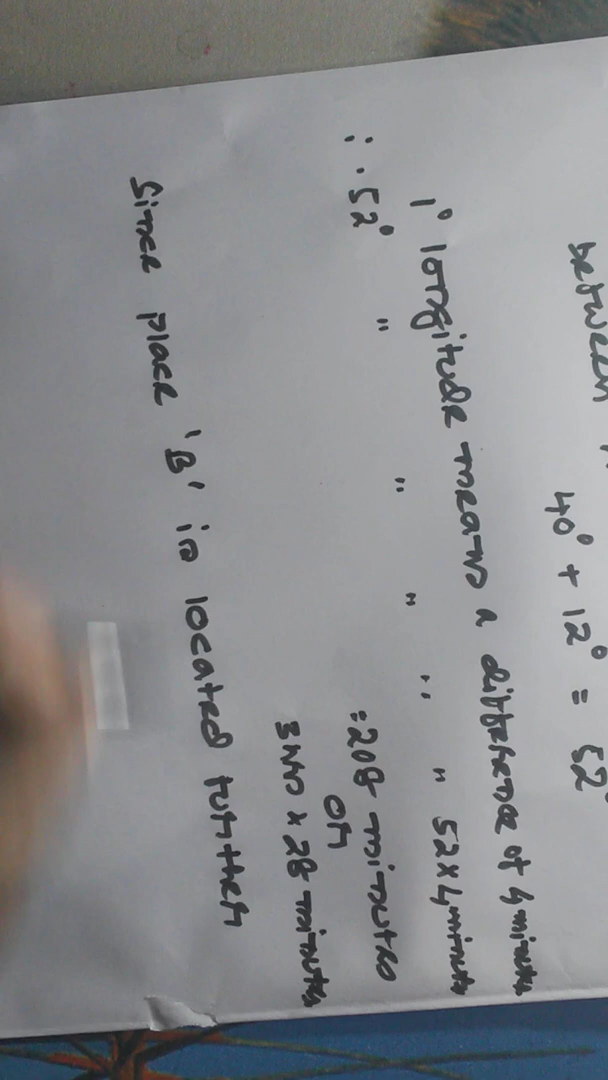 between
40° + 12° = 52°
1° longitude means a difference of 4 minutes
∴ 52° " " " " " 52 x 4 minutes
= 208 minutes
or
3 hrs x 28 minutes
Since place 'B' is located further